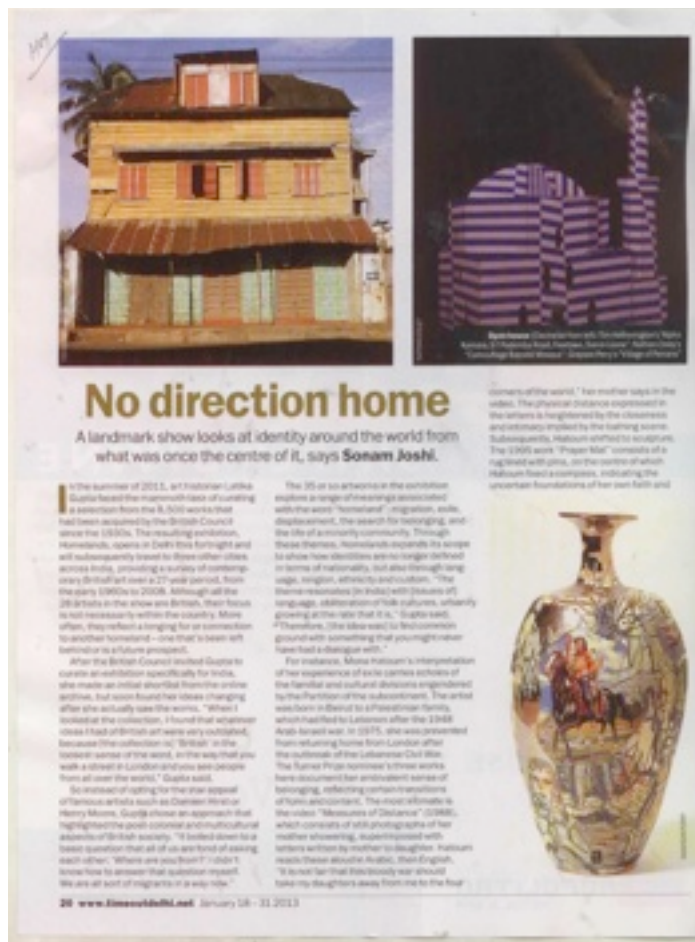 No direction home
A landmark show looks at identity around the world from
what was once the centre of it, says Sonam Joshi.
In the summer of 2011, art historian Latika
Gupta faced the mammoth task of curating
a selection from the 8,500 works that
had been acquired by the British Council
since the 1930s. The resulting exhibition,
Homelands, opens in Delhi this fortnight and
will subsequently travel to three other cities
across India, providing a survey of contemp-
orary British art over a 27-year period, from
the early 1980s to 2008. Although all the
28 artists in the show are British, their focus
is not necessarily within the country. More
often, they reflect a longing for or connection
to another homeland – one that's been left
behind or is a future prospect.
After the British Council invited Gupta to
curate an exhibition specifically for India,
she made an initial shortlist from the online
archive, but soon found her ideas changing
after she actually saw the works. "When I
looked at the collection, I found that whatever
ideas I had of British art were very outdated,
because [the collection is] 'British' in the
loosest sense of the word, in the way that you
walk a street in London and you see people
from all over the world," Gupta said.
So instead of opting for the star appeal
of famous artists such as Damien Hirst or
Henry Moore, Gupta chose an approach that
highlighted the post-colonial and multicultural
aspects of British society. "It boiled down to a
basic question that all of us are fond of asking
each other: 'Where are you from?' I didn't
know how to answer that question myself.
We are all sort of migrants in a way now."
The 35 or so artworks in the exhibition
explore a range of meanings associated
with the word "homeland": migration, exile,
displacement, the search for belonging, and
the life of a minority community. Through
these themes, Homelands expands its scope
to show how identities are no longer defined
in terms of nationality, but also through lang-
uage, religion, ethnicity and custom. "The
theme resonates [in India] with [issues of]
language, obliteration of folk cultures, urbanity
growing at the rate that it is," Gupta said.
"Therefore, [the idea was] to find common
ground with something that you might never
have had a dialogue with."
For instance, Mona Hatoum's interpretation
of her experience of exile carries echoes of
the familial and cultural divisions engendered
by the Partition of the subcontinent. The artist
was born in Beirut to a Palestinian family,
which had fled to Lebanon after the 1948
Arab-Israeli war. In 1975, she was prevented
from returning home from London after
the outbreak of the Lebanese Civil War.
The Turner Prize nominee's three works
here document her ambivalent sense of
belonging, reflecting certain transitions
of form and content. The most intimate is
the video "Measures of Distance" (1988),
which consists of still photographs of her
mother showering, superimposed with
letters written by mother to daughter. Hatoum
reads these aloud in Arabic, then English.
"It is not fair that this bloody war should
take my daughters away from me to the four
corners of the world," her mother says in the
video. The physical distance expressed in
the letters is heightened by the closeness
and intimacy implied by the bathing scene.
Subsequently, Hatoum shifted to sculpture.
The 1995 work "Prayer Mat" consists of a
rug lined with pins, on the centre of which
Hatoum fixed a compass, indicating the
uncertain foundations of her own faith and
20 www.timeoutdelhi.net January 18 - 31 2013